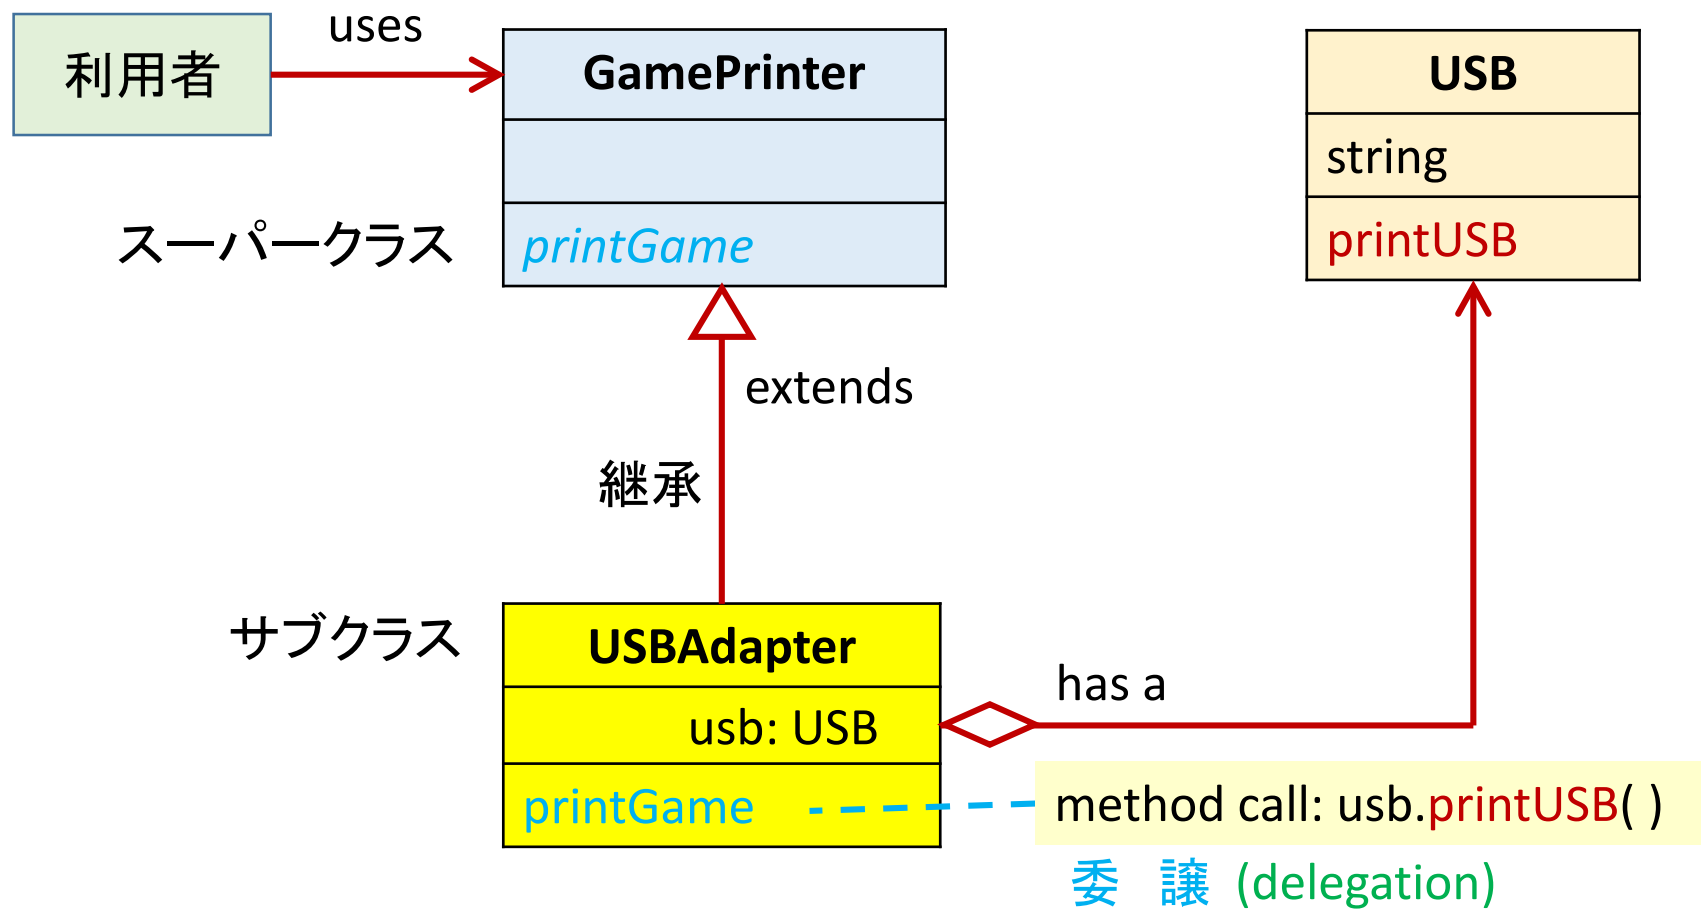 利用者
uses
GamePrinter
printGame
スーパークラス
USB
string
printUSB
extends
継承
サブクラス
USBAdapter
usb: USB
printGame
has a
method call: usb.printUSB( )
委 譲 (delegation)